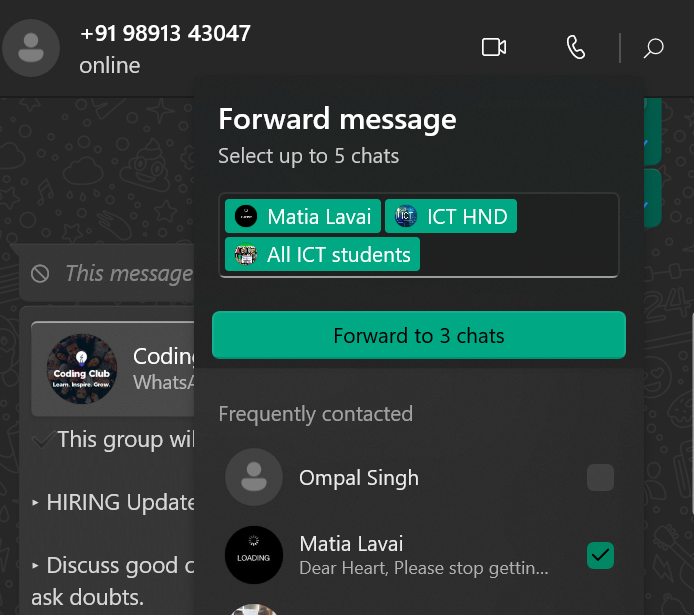 +91 98913 43047
online
Forward message
Select up to 5 chats
Matia Lavai
ICT
ICT HND
All ICT students
Forward to 3 chats
This message
Coding Club
Learn. Inspire. Grow.
Coding
WhatsA
This group wil
‣ HIRING Update
‣ Discuss good c
ask doubts.
Frequently contacted
Ompal Singh
LOADING
Matia Lavai
Dear Heart, Please stop gettin...